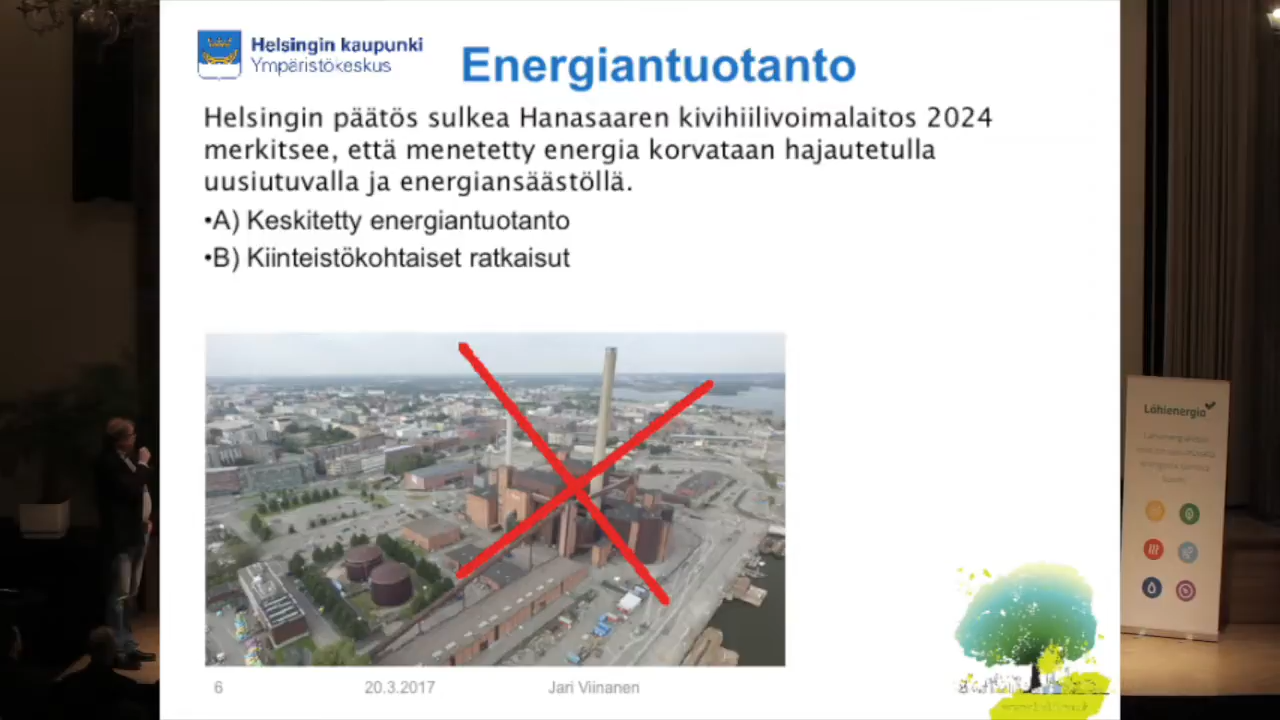 Helsingin kaupunki
Ympäristökeskus
Energiantuotanto
Helsingin päätös sulkea Hanasaaren kivihiilivoimalaitos 2024
merkitsee, että menetetty energia korvataan hajautetulla
uusiutuvalla ja energiansäästöllä.
•A) Keskitetty energiantuotanto
•B) Kiinteistökohtaiset ratkaisut
6 20.3.2017 Jari Viinanen
Lähienergia